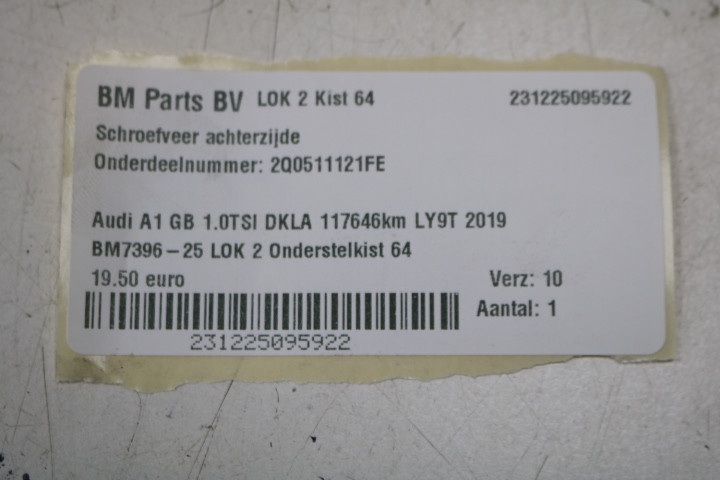 BM Parts BV LOK 2 Kist 64 231225095922
Schroefveer achterzijde
Onderdeelnummer: 2Q0511121FE
Audi A1 GB 1.0TSI DKLA 117646km LY9T 2019
BM7396-25 LOK 2 Onderstelkist 64
19.50 euro Verz: 10
Aantal: 1
231225095922